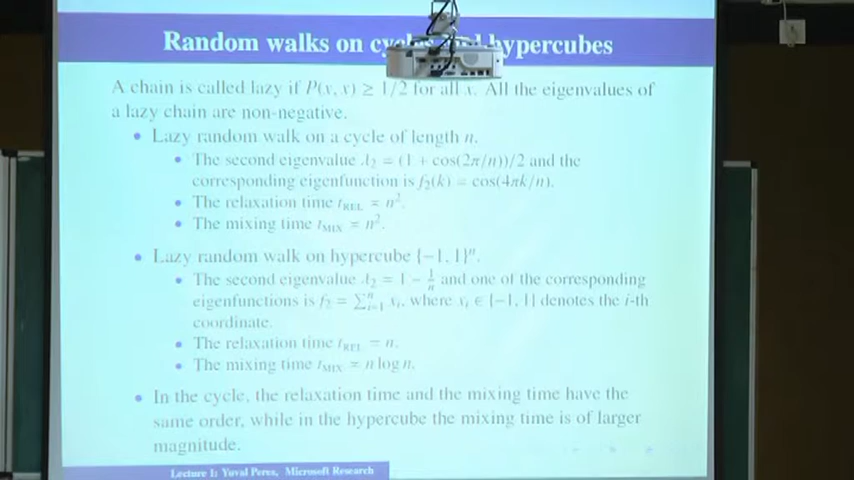 Random walks on cycles and hypercubes
A chain is called lazy if P(x, x) ≥ 1/2 for all x. All the eigenvalues of
a lazy chain are non-negative.
• Lazy random walk on a cycle of length n.
• The second eigenvalue λ2 = (1 + cos(2π/n))/2 and the
corresponding eigenfunction is f2(k) = cos(4πk/n).
• The relaxation time tREL ≍ n².
• The mixing time tMIX ≍ n².
• Lazy random walk on hypercube {−1, 1}ⁿ.
• The second eigenvalue λ2 = 1 − 1/n and one of the corresponding
eigenfunctions is f2 = ∑ⁿᵢ₌₁ xᵢ, where xᵢ ∈ {−1, 1} denotes the i-th
coordinate.
• The relaxation time tREL = n.
• The mixing time tMIX ≍ n log n.
• In the cycle, the relaxation time and the mixing time have the
same order, while in the hypercube the mixing time is of larger
magnitude.
Lecture 1: Yuval Peres, Microsoft Research